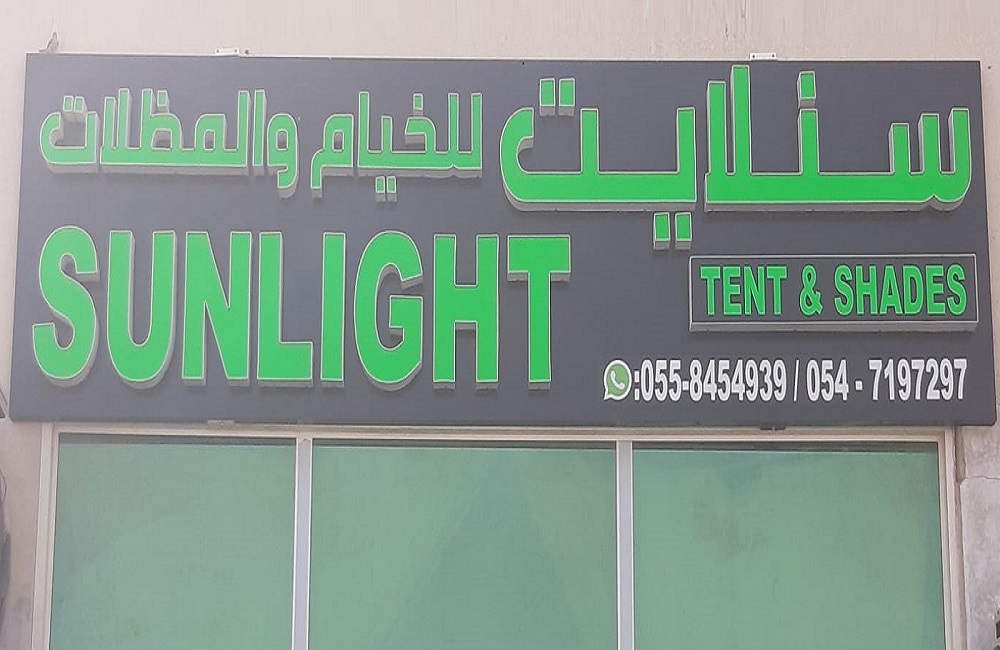 سنلايت للخيام والمظلات
SUNLIGHT
TENT & SHADES
:055-8454939 / 054 - 7197297